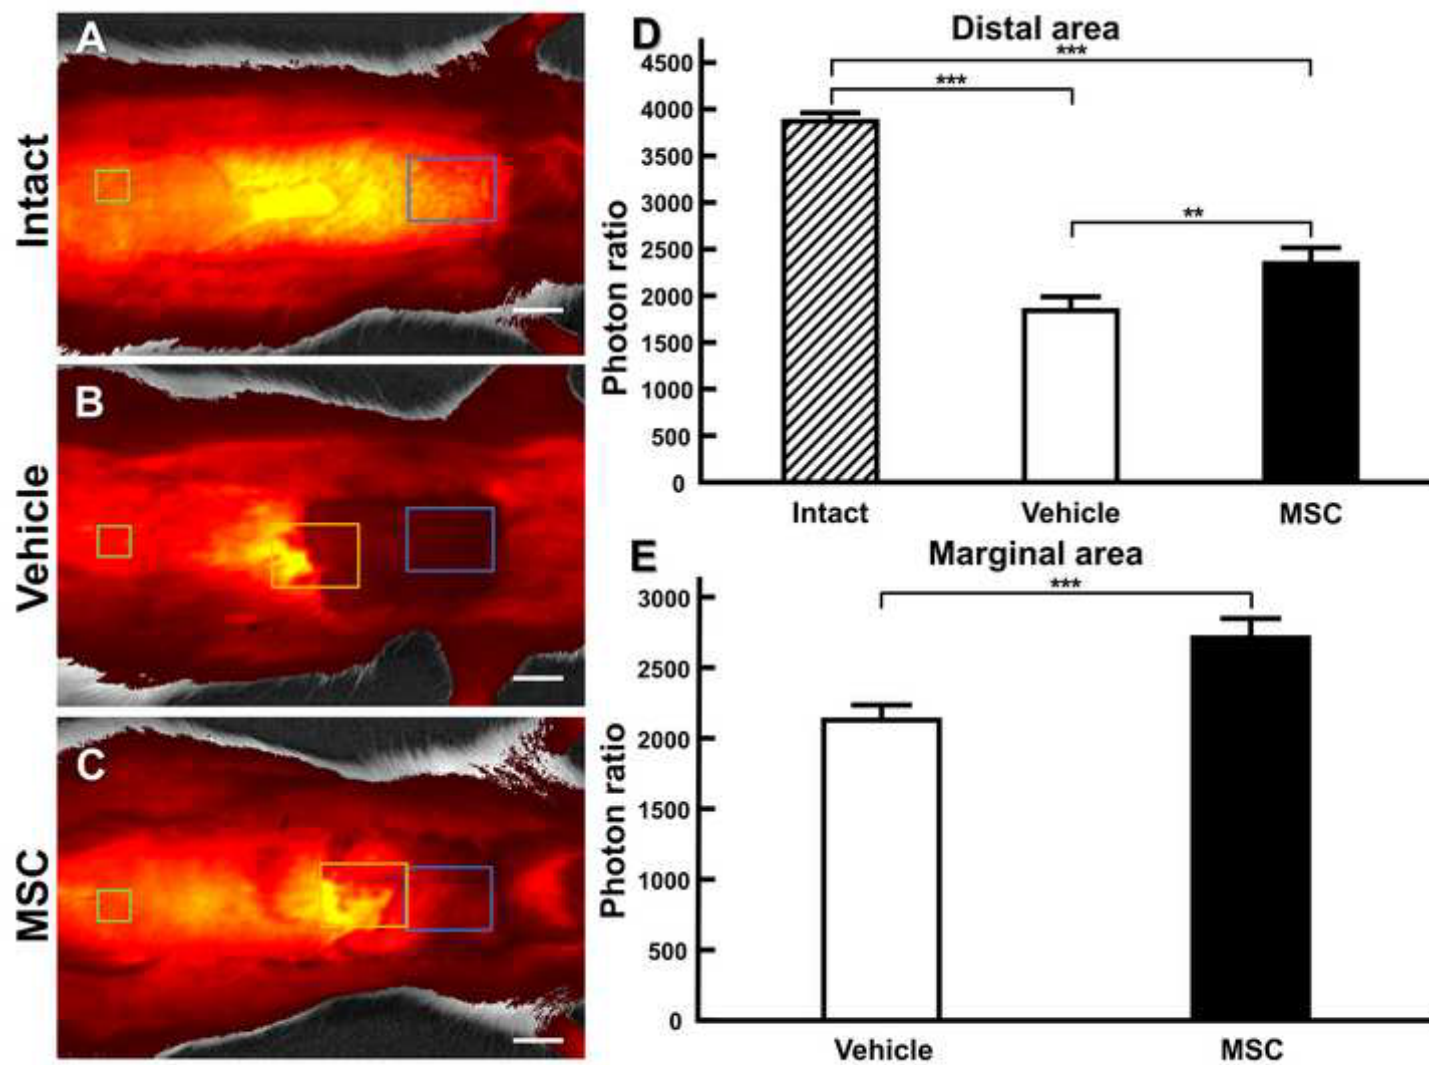 A
Intact
B
Vehicle
C
MSC
D
Distal area
***
***
**
Photon ratio
4500
4000
3500
3000
2500
2000
1500
1000
500
0
Intact Vehicle MSC
E
Marginal area
***
Photon ratio
3000
2500
2000
1500
1000
500
0
Vehicle MSC